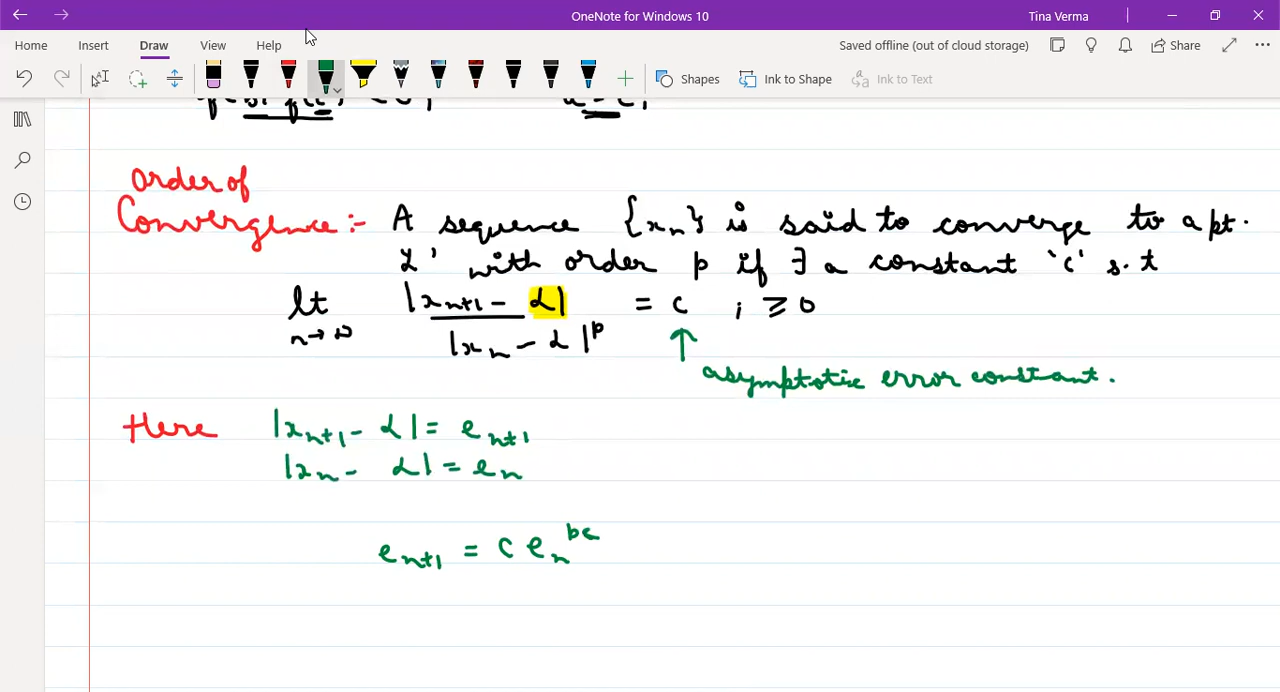 OneNote for Windows 10
Tina Verma
Home Insert Draw View Help
Saved offline (out of cloud storage) Share
Shapes Ink to Shape Ink to Text
Order of
Convergence :- A sequence {xₙ} is said to converge to a pt.
α' with order p if ∃ a constant 'c' s.t
lt n→∞ |xₙ₊₁ - α| / |xₙ - α|ᵖ = c , i ≥ 0
↑
asymptotic error constant.
Here |xₙ₊₁ - α| = eₙ₊₁
|xₙ - α| = eₙ
eₙ₊₁ = c eₙ